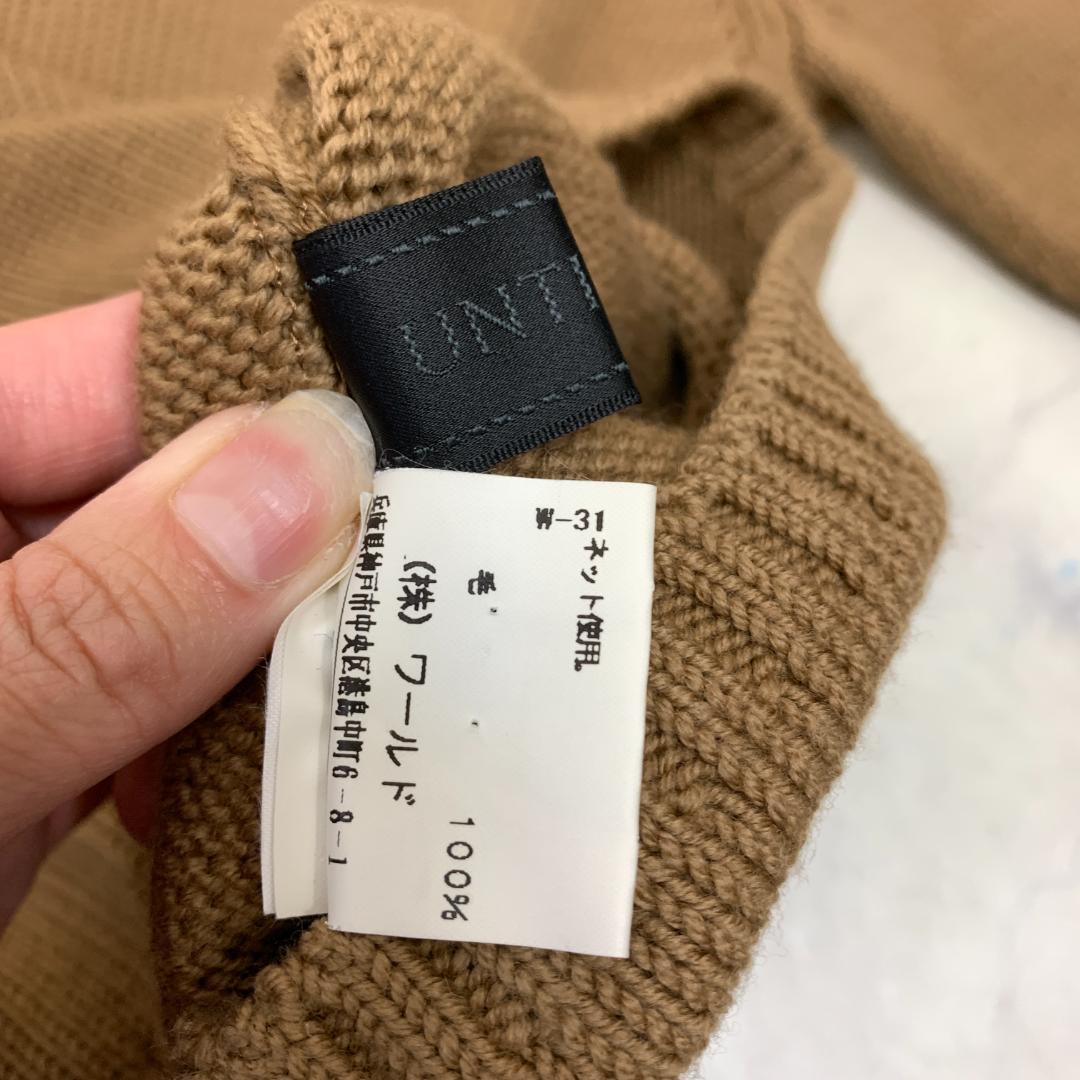 UNTI
ネット使用。
毛 100%
(株) ワールド
兵庫県神戸市中央区港島中町6-8-1